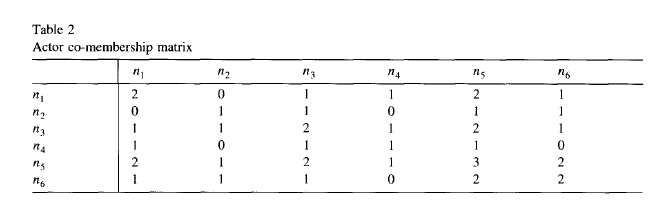 Table 2
Actor co-membership matrix
n1 n2 n3 n4 n5 n6
n1 2 0 1 1 2 1
n2 0 1 1 0 1 1
n3 1 1 2 1 2 1
n4 1 0 1 1 1 0
n5 2 1 2 1 3 2
n6 1 1 1 0 2 2